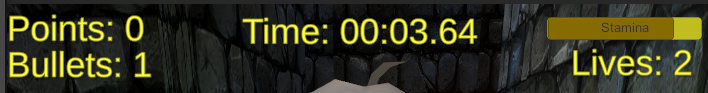 Points: 0
Time: 00:03.64
Stamina
Bullets: 1
Lives: 2